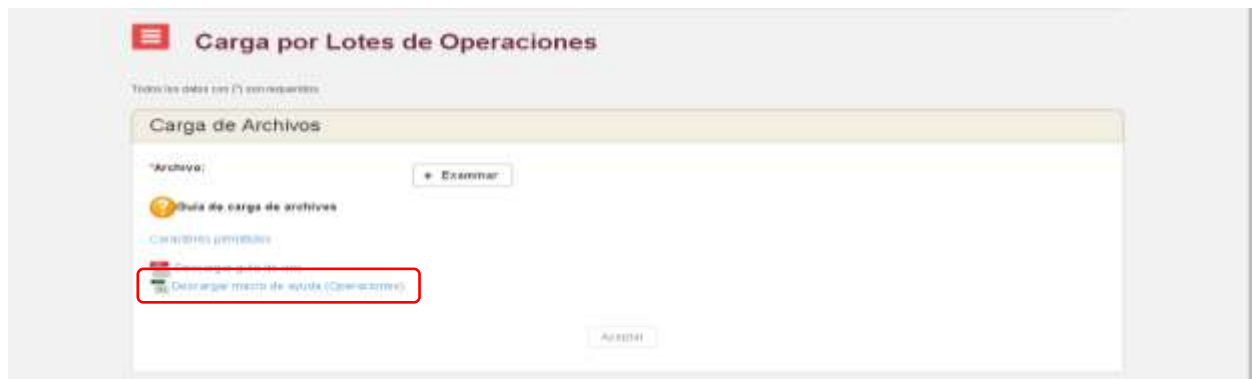 Carga por Lotes de Operaciones
Todos los datos con (*) son requeridos
Carga de Archivos
*Archivo:
+ Examinar
Guía de carga de archivos
Caracteres permitidos
Descargar guía de uso
Descargar macro de ayuda (Operaciones)
Aceptar